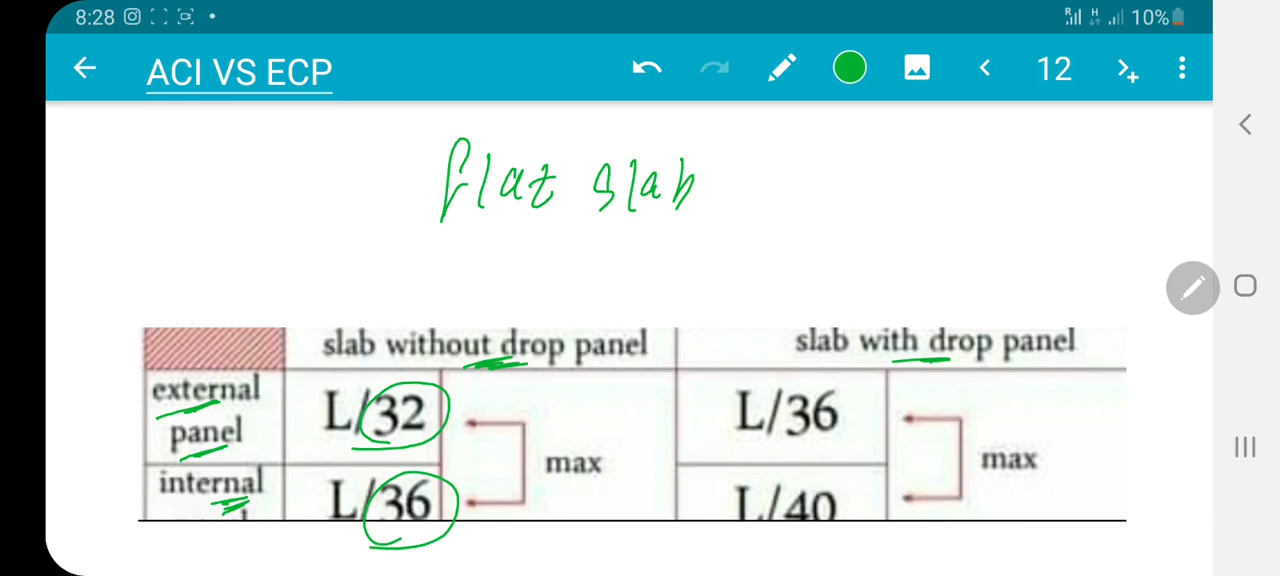 8:28 10%
ACI VS ECP 12
flat slab
slab without drop panel slab with drop panel
external panel L/32 max L/36 max
internal L/36 L/40